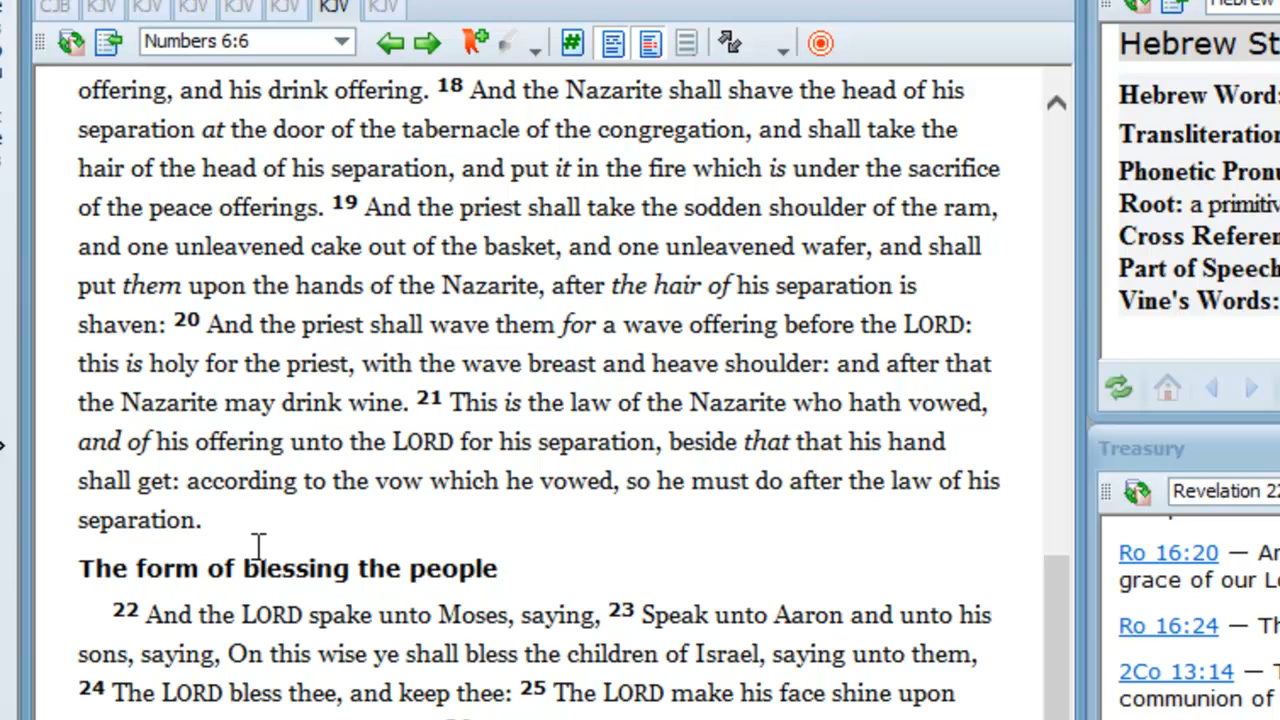 CJB KJV KJV KJV KJV KJV KJV KJV
Numbers 6:6
offering, and his drink offering. 18 And the Nazarite shall shave the head of his
separation at the door of the tabernacle of the congregation, and shall take the
hair of the head of his separation, and put it in the fire which is under the sacrifice
of the peace offerings. 19 And the priest shall take the sodden shoulder of the ram,
and one unleavened cake out of the basket, and one unleavened wafer, and shall
put them upon the hands of the Nazarite, after the hair of his separation is
shaven: 20 And the priest shall wave them for a wave offering before the LORD:
this is holy for the priest, with the wave breast and heave shoulder: and after that
the Nazarite may drink wine. 21 This is the law of the Nazarite who hath vowed,
and of his offering unto the LORD for his separation, beside that that his hand
shall get: according to the vow which he vowed, so he must do after the law of his
separation.
The form of blessing the people
22 And the LORD spake unto Moses, saying, 23 Speak unto Aaron and unto his
sons, saying, On this wise ye shall bless the children of Israel, saying unto them,
24 The LORD bless thee, and keep thee: 25 The LORD make his face shine upon
Hebrew St
Hebrew Word:
Transliteration
Phonetic Pronu
Root: a primitiv
Cross Referen
Part of Speech
Vine's Words:
Treasury
Revelation 22
Ro 16:20 — An
grace of our Lo
Ro 16:24 — Th
2Co 13:14 — T
communion of